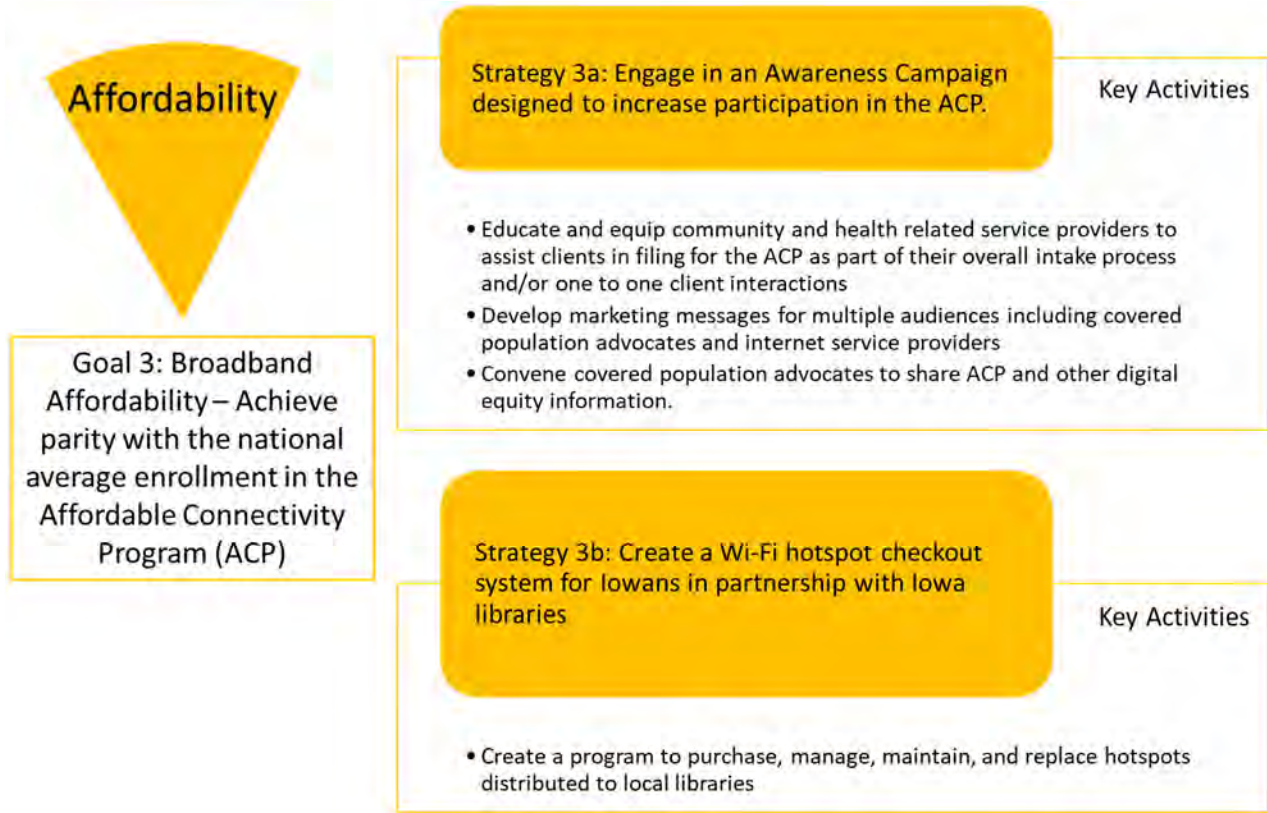 Affordability
Goal 3: Broadband
Affordability – Achieve
parity with the national
average enrollment in the
Affordable Connectivity
Program (ACP)
Strategy 3a: Engage in an Awareness Campaign
designed to increase participation in the ACP.
Key Activities
• Educate and equip community and health related service providers to
assist clients in filing for the ACP as part of their overall intake process
and/or one to one client interactions
• Develop marketing messages for multiple audiences including covered
population advocates and internet service providers
• Convene covered population advocates to share ACP and other digital
equity information.
Strategy 3b: Create a Wi-Fi hotspot checkout
system for Iowans in partnership with Iowa
libraries
Key Activities
• Create a program to purchase, manage, maintain, and replace hotspots
distributed to local libraries